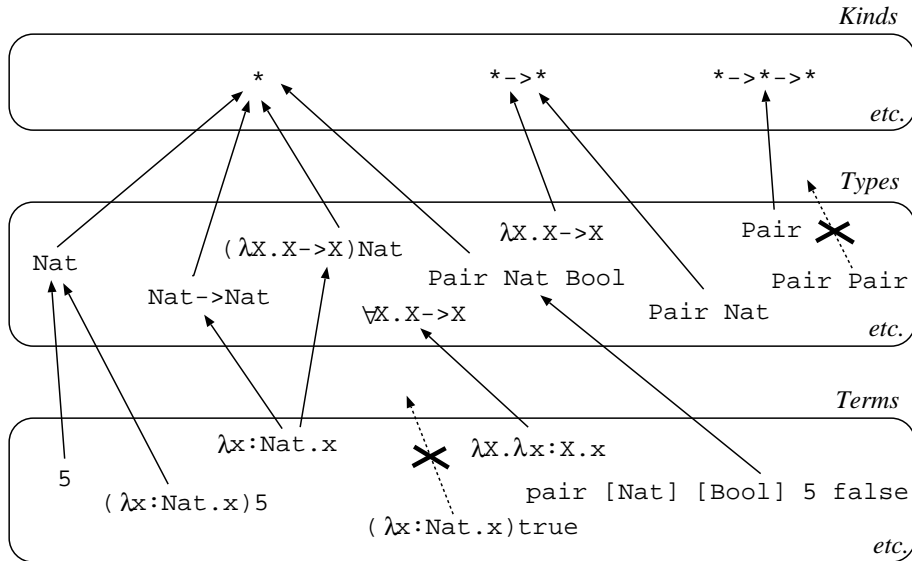 Kinds
* *->* *->*->*
etc.
Types
λX.X->X Pair
(λX.X->X)Nat
Nat
Pair Nat Bool Pair Pair
Nat->Nat
∀X.X->X Pair Nat
etc.
Terms
λx:Nat.x λX.λx:X.x
5
(λx:Nat.x)5 pair [Nat] [Bool] 5 false
(λx:Nat.x)true
etc.